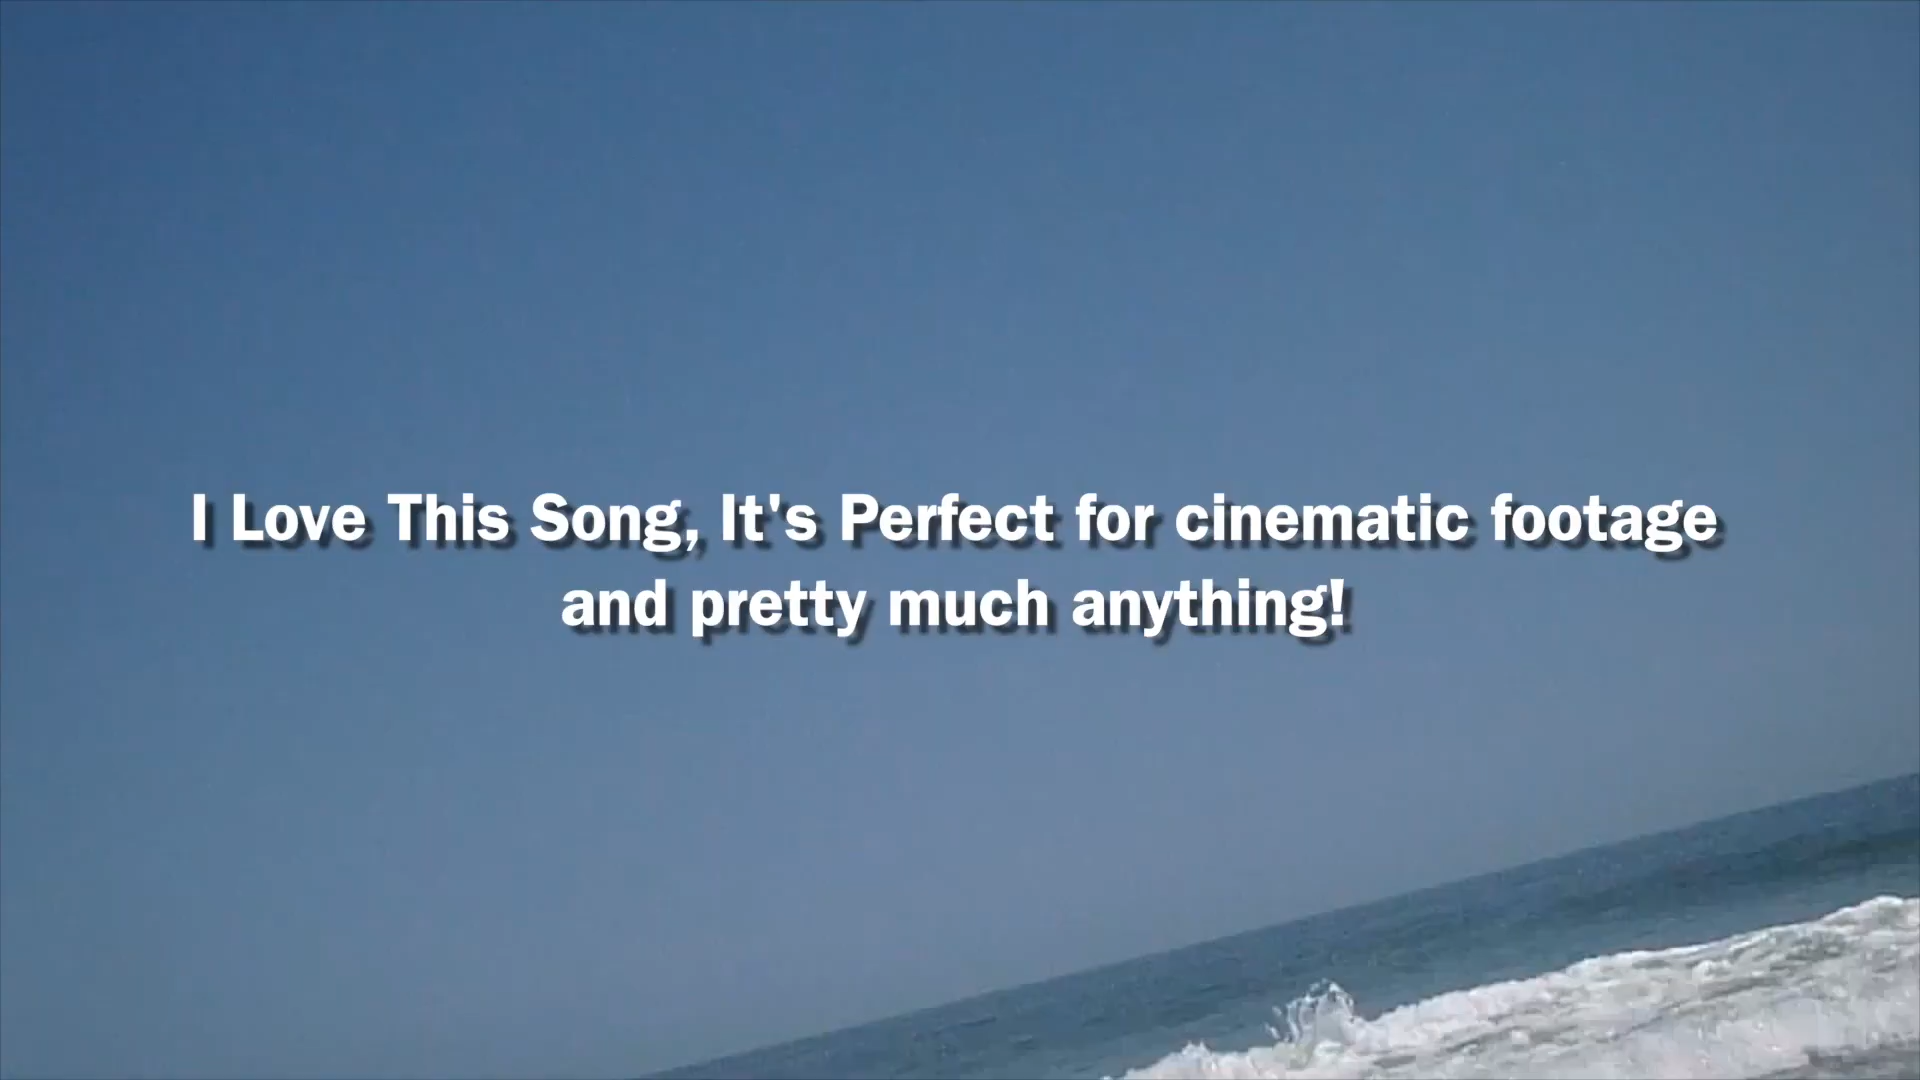 I Love This Song, It's Perfect for cinematic footage
and pretty much anything!